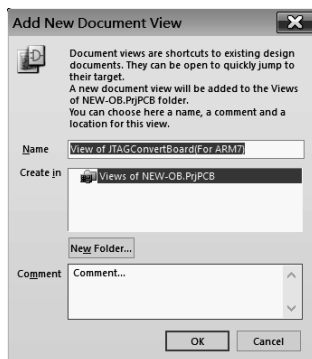 Add New Document View
Document views are shortcuts to existing design
documents. They can be open to quickly jump to
their target.
A new document view will be added to the Views
of NEW-OB.PrjPCB folder.
You can choose here a name, a comment and a
location for this view.
Name View of JTAGConvertBoard(For ARM7)
Create in Views of NEW-OB.PrjPCB
New Folder...
Comment Comment...
OK Cancel